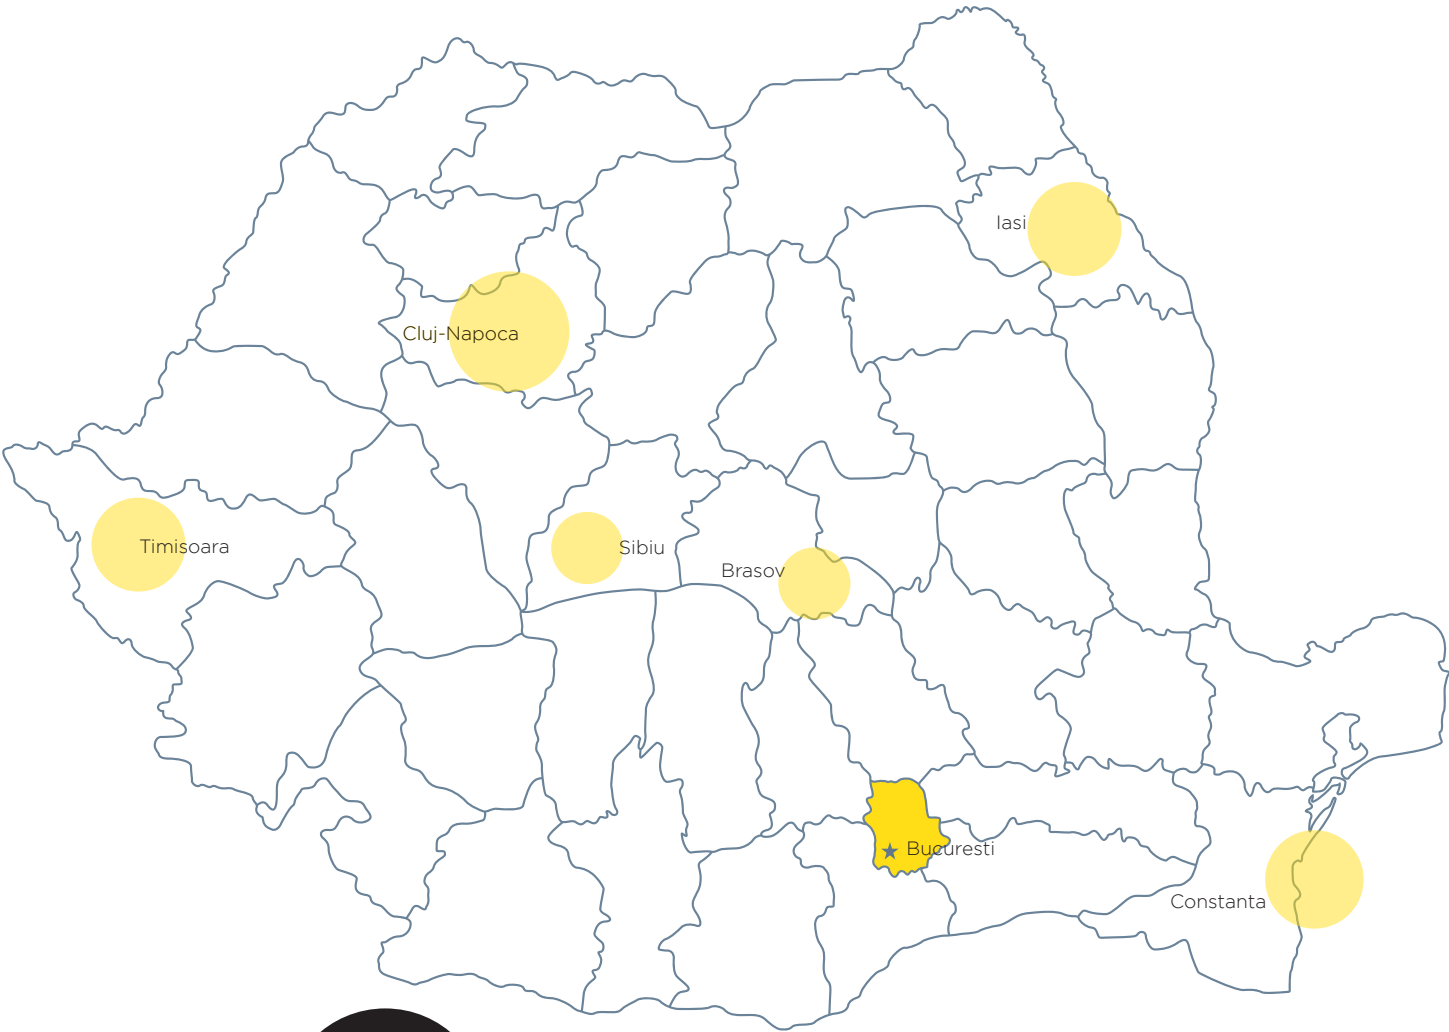 Iasi
Cluj-Napoca
Timisoara
Sibiu
Brasov
Bucuresti
Constanta